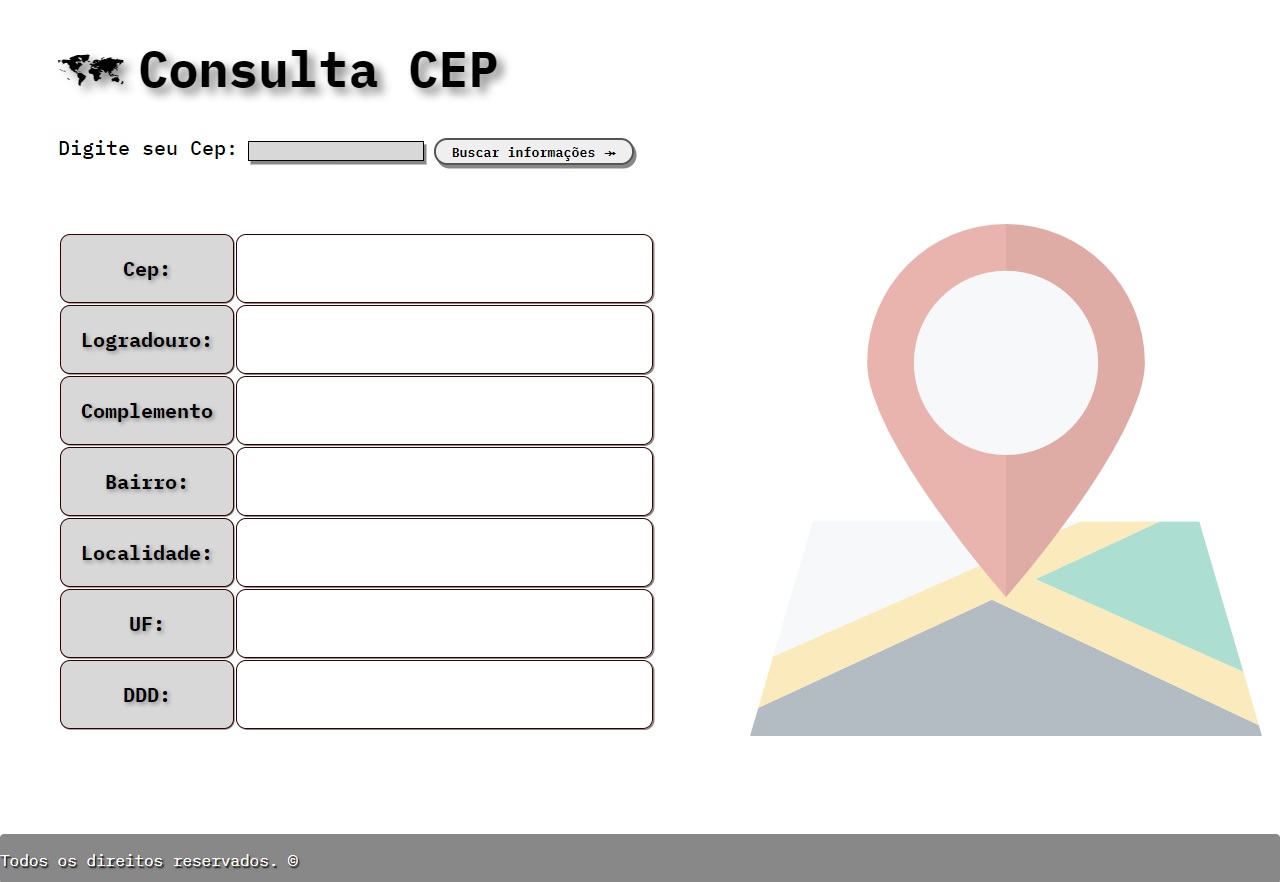 Consulta CEP
Digite seu Cep:
Buscar informações ⤔
Cep:
Logradouro:
Complemento
Bairro:
Localidade:
UF:
DDD:
Todos os direitos reservados. ©